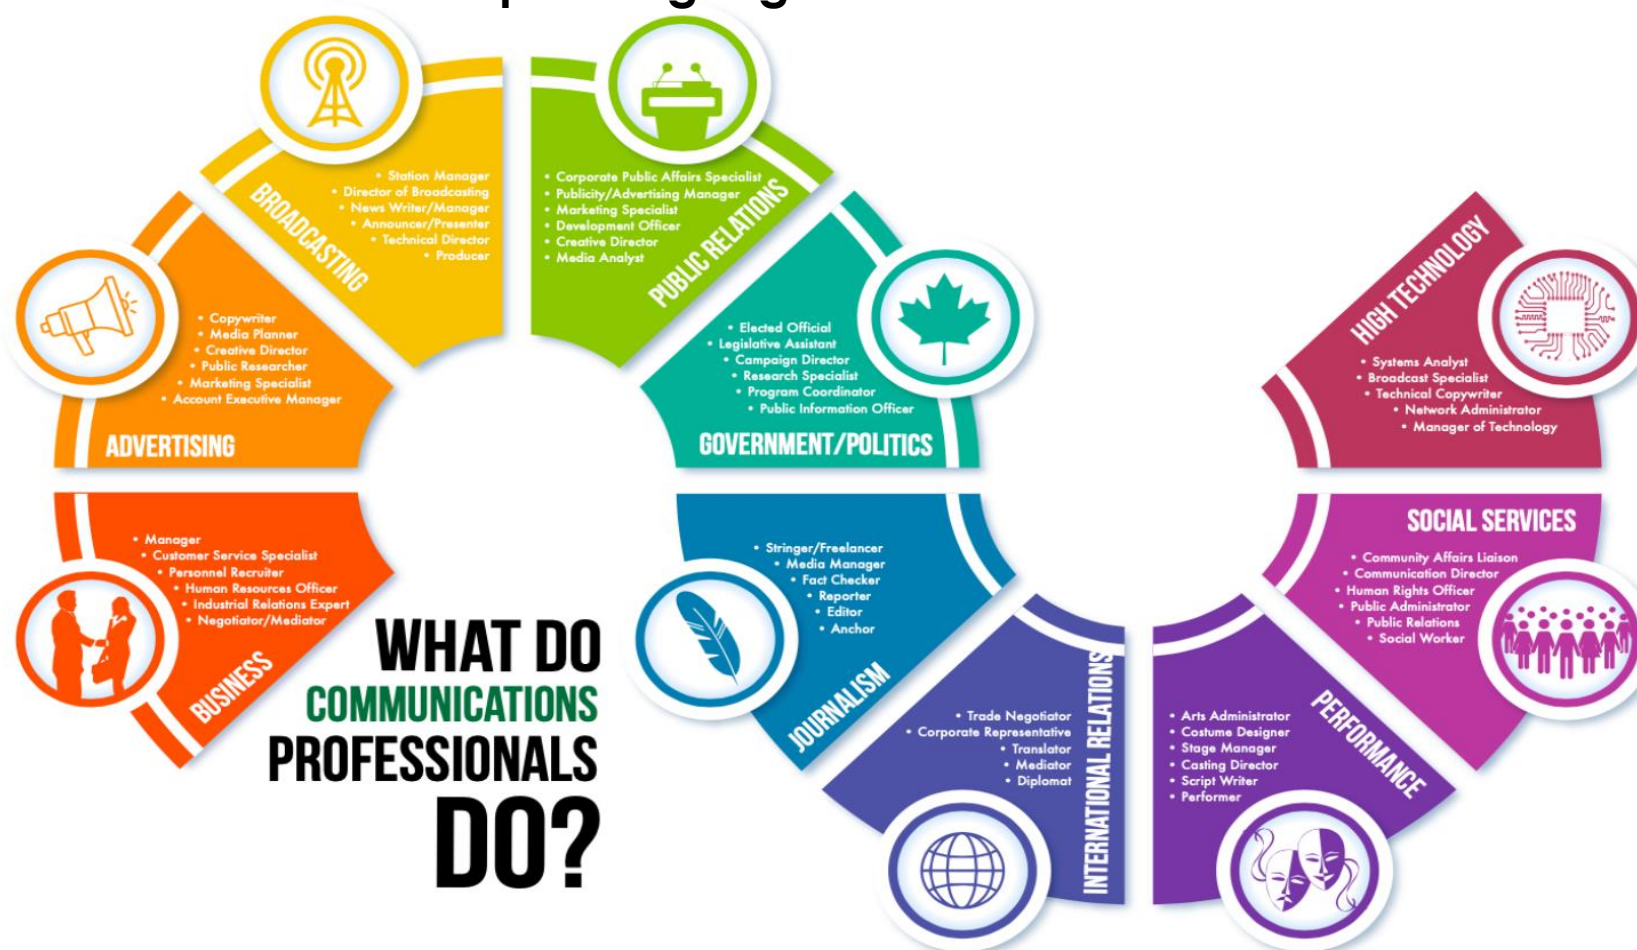 BUSINESS
• Manager
• Customer Service Specialist
• Personnel Recruiter
• Human Resources Officer
• Industrial Relations Expert
• Negotiator/Mediator
ADVERTISING
• Copywriter
• Media Planner
• Creative Director
• Public Researcher
• Marketing Specialist
• Account Executive Manager
BROADCASTING
• Station Manager
• Director of Broadcasting
• News Writer/Manager
• Announcer/Presenter
• Technical Director
• Producer
PUBLIC RELATIONS
• Corporate Public Affairs Specialist
• Publicity/Advertising Manager
• Marketing Specialist
• Development Officer
• Creative Director
• Media Analyst
GOVERNMENT/POLITICS
• Elected Official
• Legislative Assistant
• Campaign Director
• Research Specialist
• Program Coordinator
• Public Information Officer
JOURNALISM
• Stringer/Freelancer
• Media Manager
• Fact Checker
• Reporter
• Editor
• Anchor
INTERNATIONAL RELATIONS
• Trade Negotiator
• Corporate Representative
• Translator
• Mediator
• Diplomat
PERFORMANCE
• Arts Administrator
• Costume Designer
• Stage Manager
• Casting Director
• Script Writer
• Performer
SOCIAL SERVICES
• Community Affairs Liaison
• Communication Director
• Human Rights Officer
• Public Administrator
• Public Relations
• Social Worker
HIGH TECHNOLOGY
• Systems Analyst
• Broadcast Specialist
• Technical Copywriter
• Network Administrator
• Manager of Technology
WHAT DO
COMMUNICATIONS
PROFESSIONALS
DO?